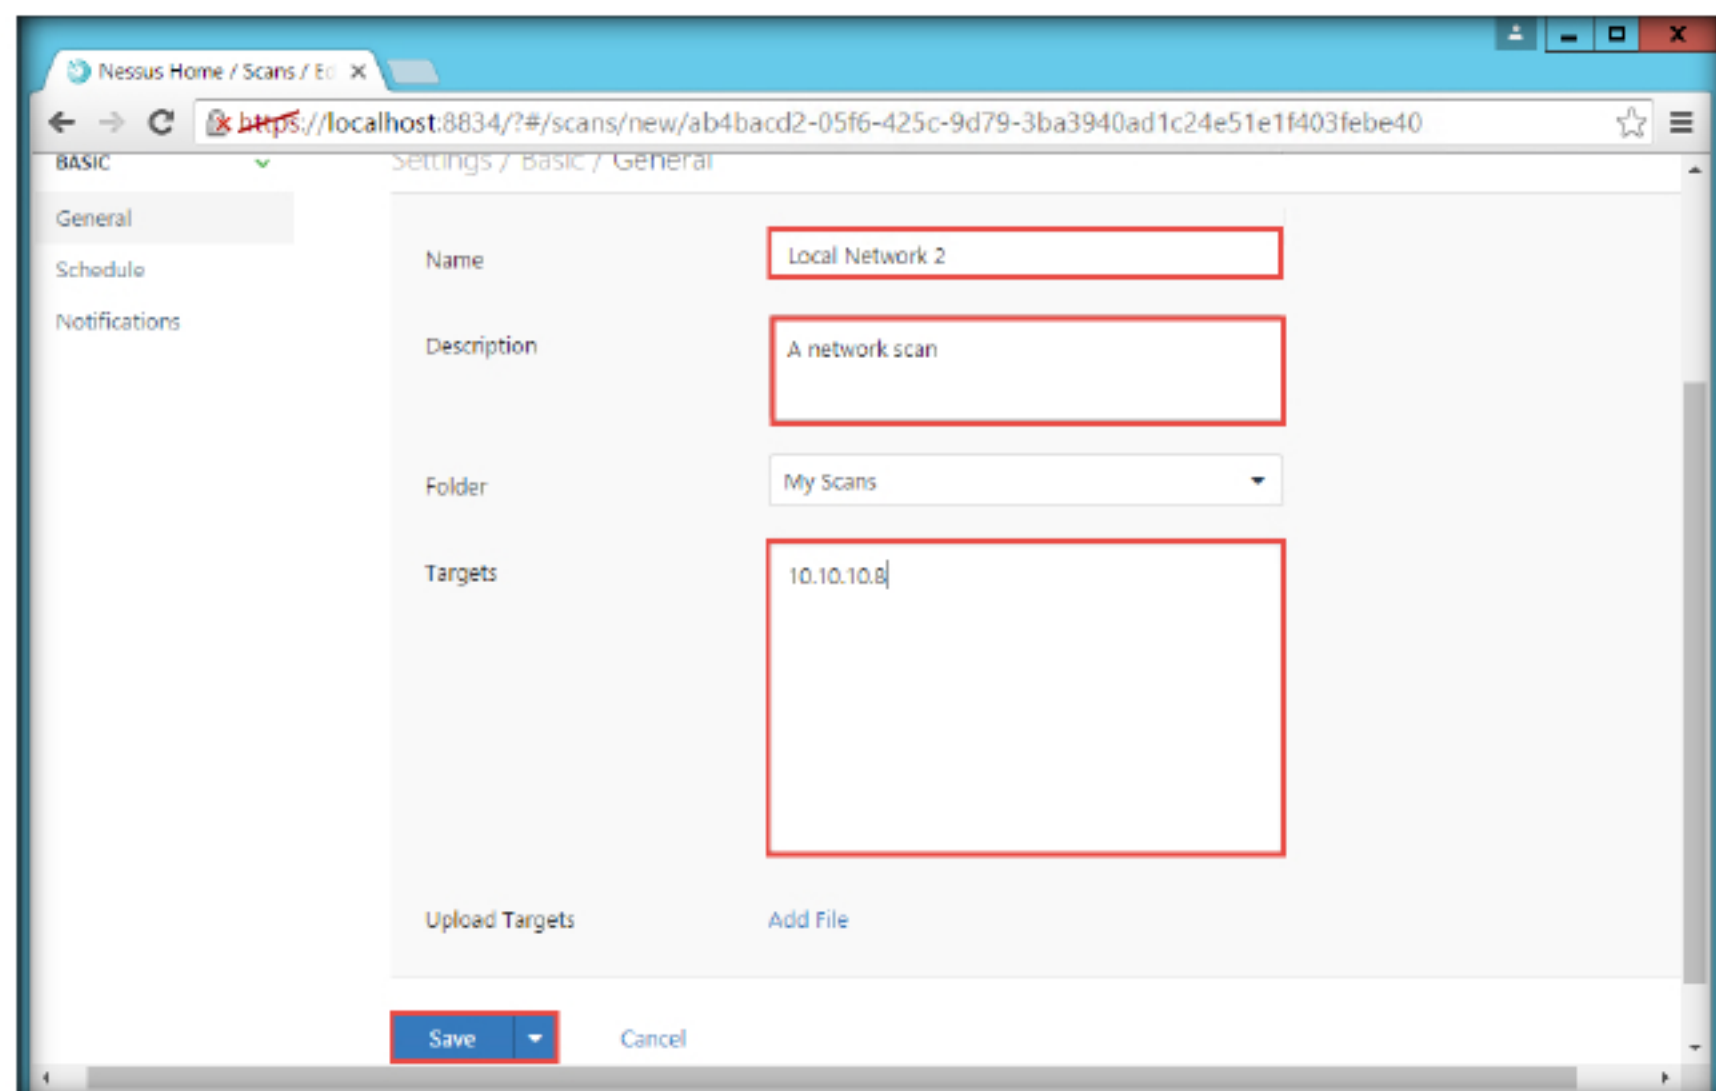 Nessus Home / Scans / Ed
https://localhost:8834/?#/scans/new/ab4bacd2-05f6-425c-9d79-3ba3940ad1c24e51e1f403febe40
BASIC
Settings / Basic / General
General
Schedule
Notifications
Name
Local Network 2
Description
A network scan
Folder
My Scans
Targets
10.10.10.8
Upload Targets
Add File
Save
Cancel